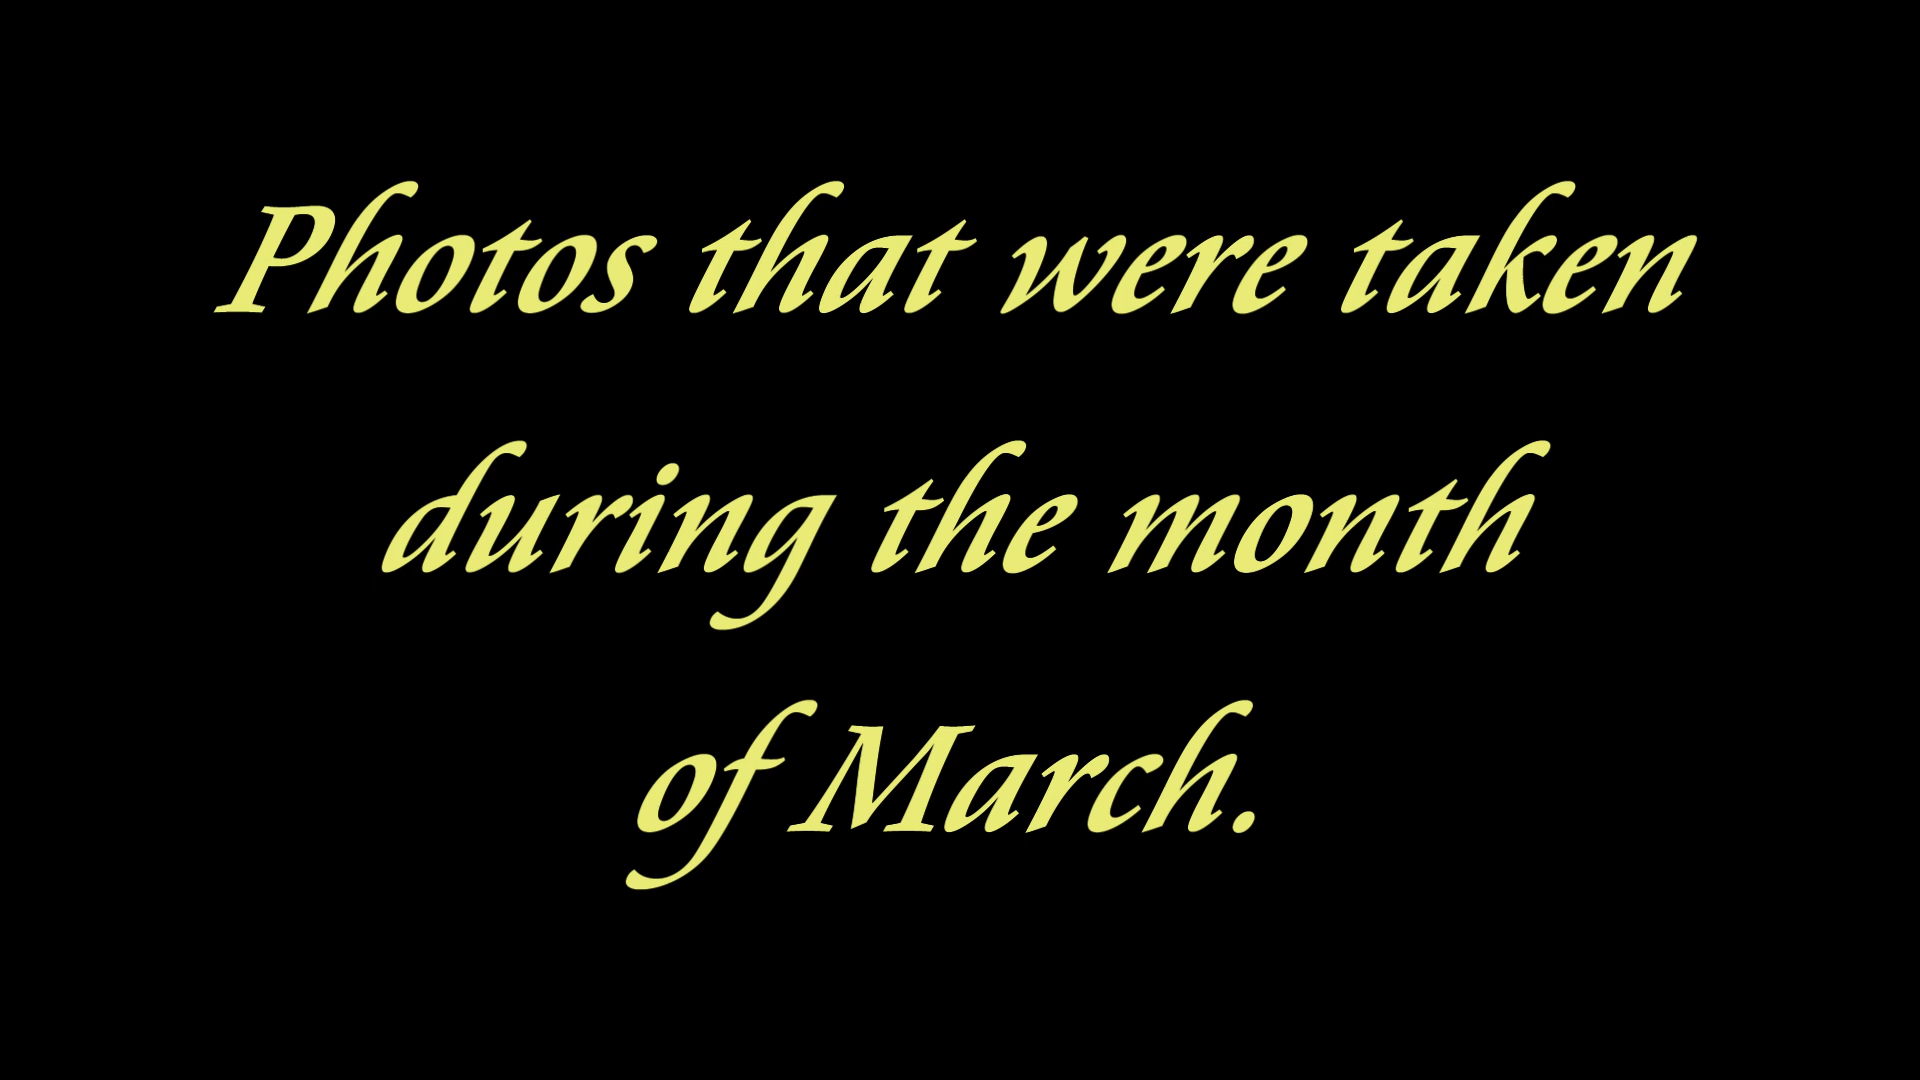 Photos that were taken
during the month
of March.